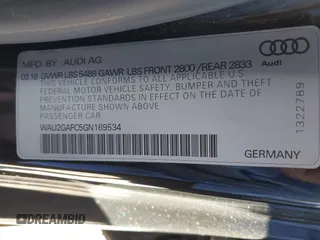 MFD. BY AUDI AG
03 16 GVWR LBS 5489 GAWR LBS FRONT 2800 /REAR 2833
THIS VEHICLE CONFORMS TO ALL APPLICABLE U.S.
FEDERAL MOTOR VEHICLE SAFETY, BUMPER AND THEFT
PREVENTION STANDARDS IN EFFECT ON THE DATE OF
MANUFACTURE SHOWN ABOVE.
PASSENGER CAR
WAU2GAFC5GN169534
GERMANY
Audi
1322789
DREAMBID